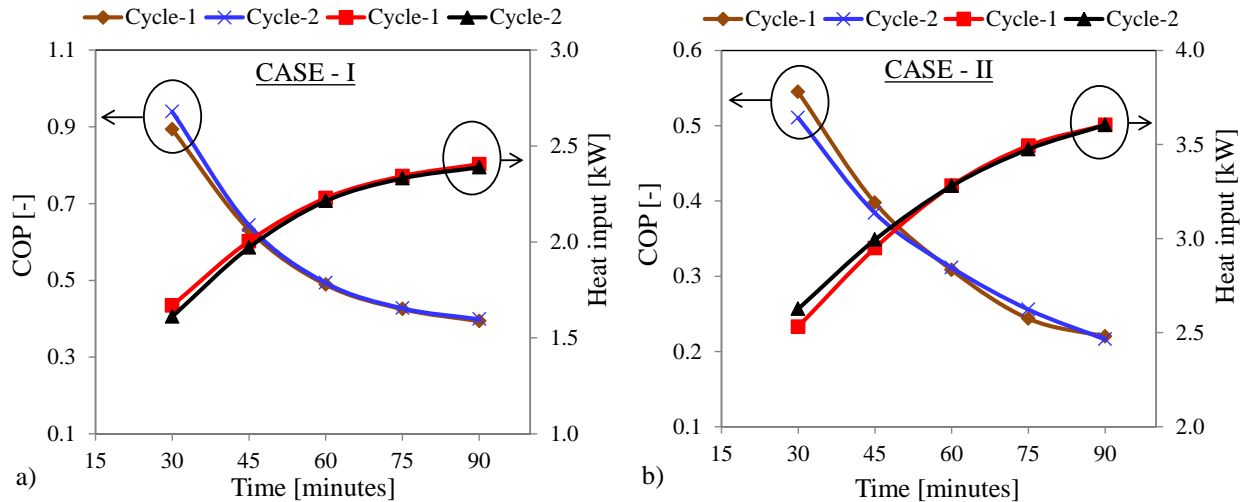 Cycle-1 Cycle-2 Cycle-1 Cycle-2
CASE - I
COP [-]
1.1
0.9
0.7
0.5
0.3
0.1
3.0
2.5
2.0
1.5
1.0
Heat input [kW]
15 30 45 60 75 90
Time [minutes]
a)
Cycle-1 Cycle-2 Cycle-1 Cycle-2
CASE - II
COP [-]
0.6
0.5
0.4
0.3
0.2
0.1
4.0
3.5
3.0
2.5
2.0
Heat input [kW]
15 30 45 60 75 90
Time [minutes]
b)